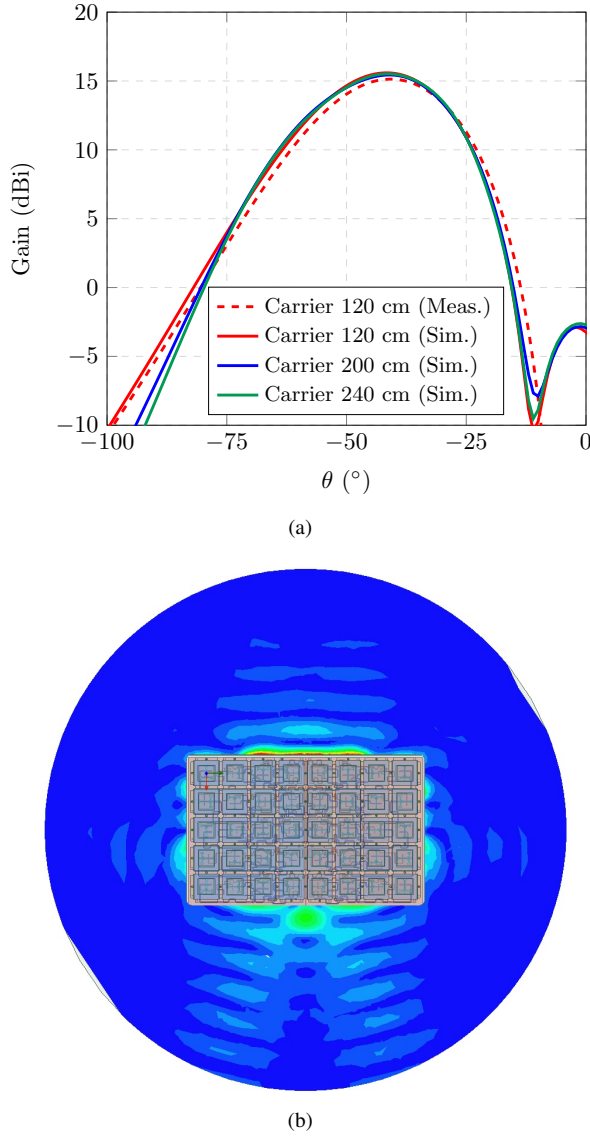 20
15
10
5
0
−5
−10
Gain (dBi)
Carrier 120 cm (Meas.)
Carrier 120 cm (Sim.)
Carrier 200 cm (Sim.)
Carrier 240 cm (Sim.)
−100 −75 −50 −25 0
θ (°)
(a)
(b)